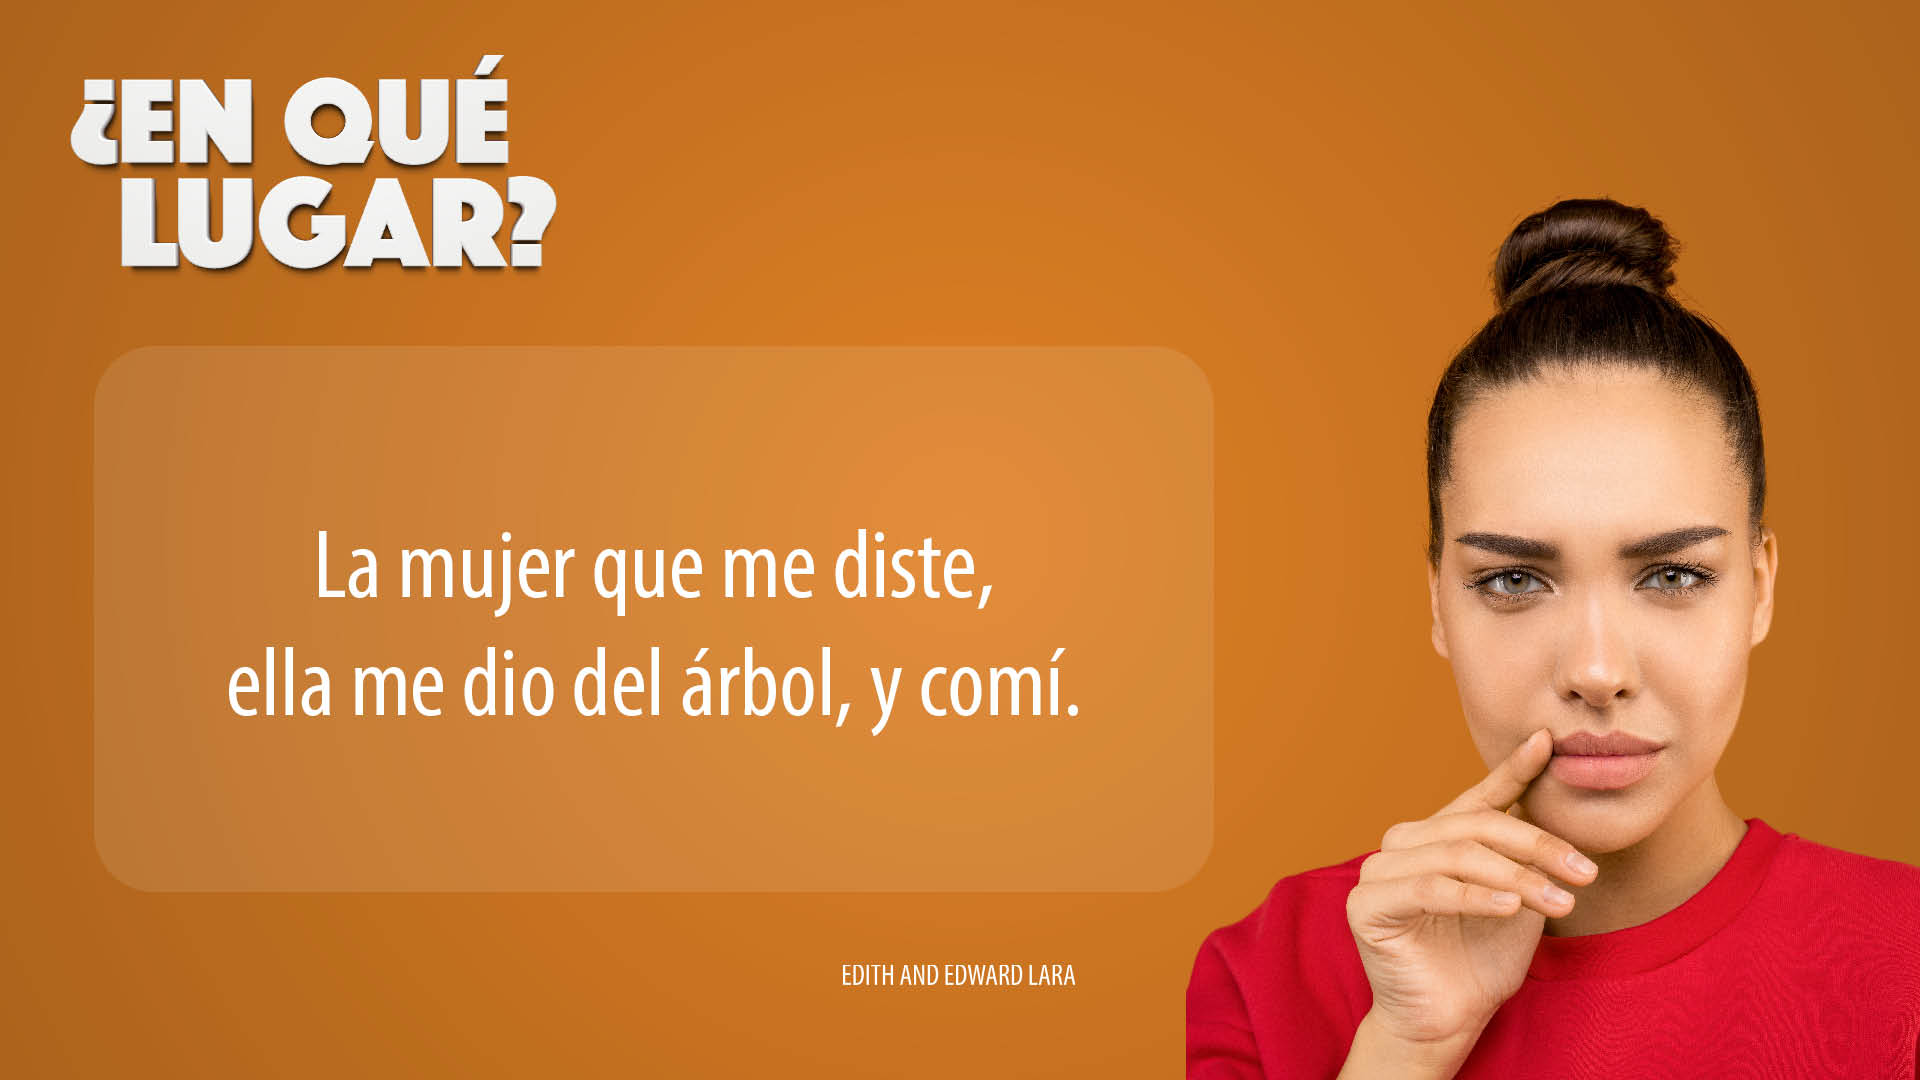 ¿EN QUÉ
LUGAR?
La mujer que me diste,
ella me dio del árbol, y comí.
EDITH AND EDWARD LARA